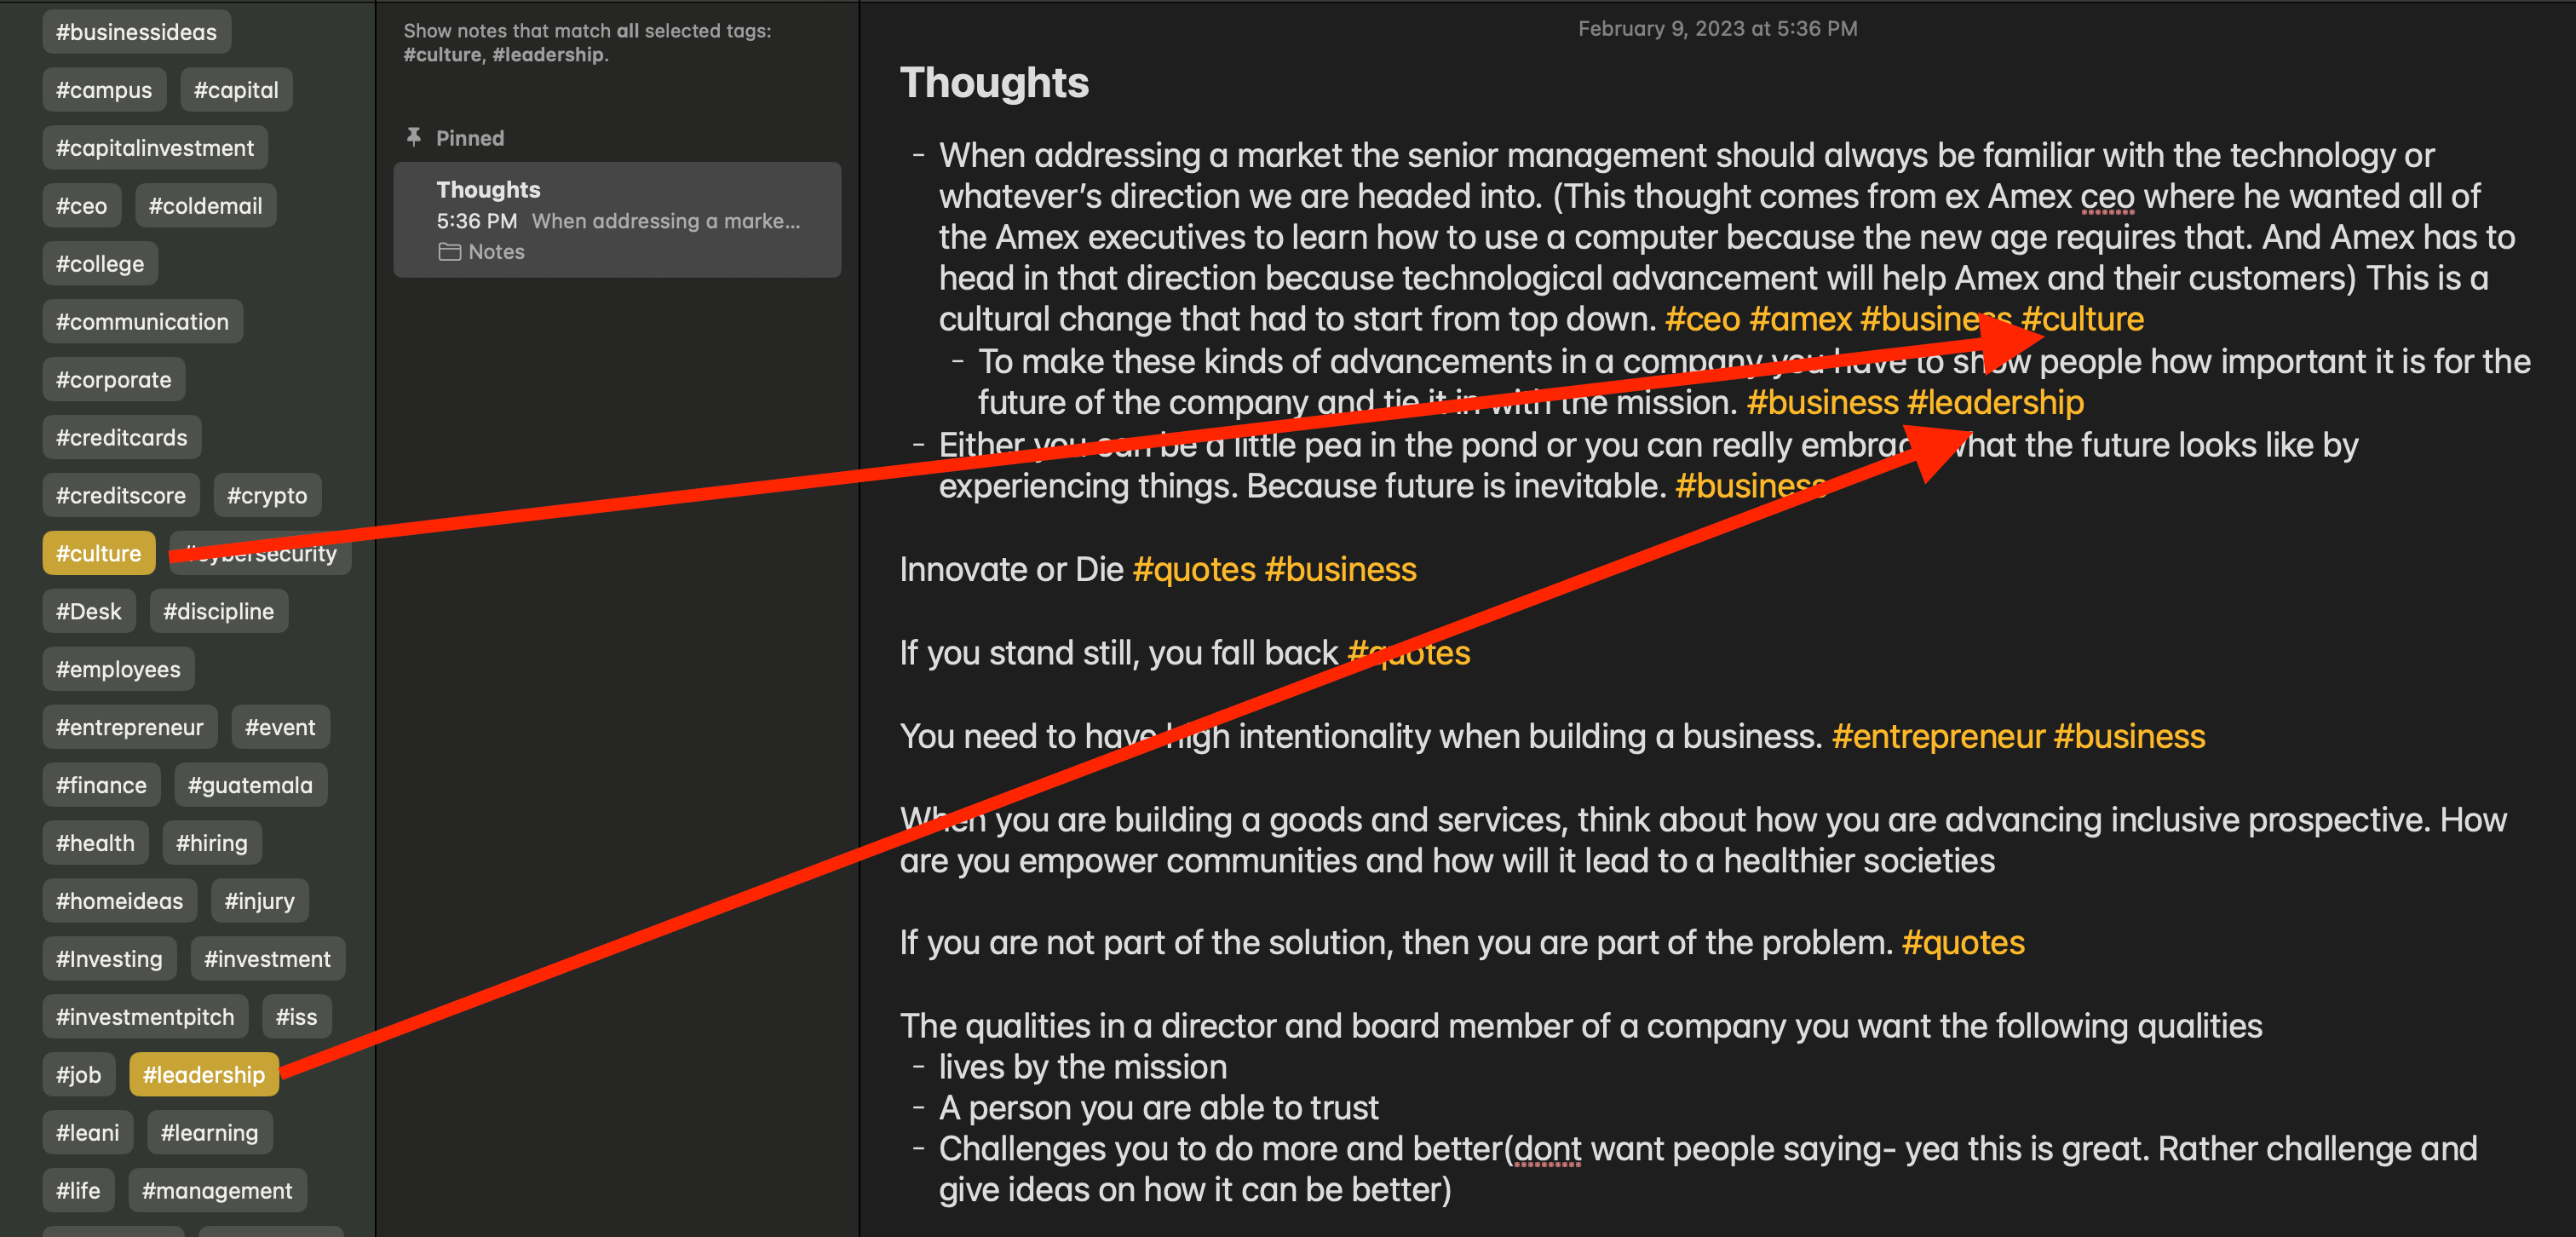 #businessideas
#campus #capital
#capitalinvestment
#ceo #coldemail
#college
#communication
#corporate
#creditcards
#creditscore #crypto
#culture #cybersecurity
#Desk #discipline
#employees
#entrepreneur #event
#finance #guatemala
#health #hiring
#homeideas #injury
#Investing #investment
#investmentpitch #iss
#job #leadership
#leani #learning
#life #management
Show notes that match all selected tags:
#culture, #leadership.
Pinned
Thoughts
5:36 PM When addressing a marke...
Notes
February 9, 2023 at 5:36 PM
Thoughts
- When addressing a market the senior management should always be familiar with the technology or
whatever's direction we are headed into. (This thought comes from ex Amex ceo where he wanted all of
the Amex executives to learn how to use a computer because the new age requires that. And Amex has to
head in that direction because technological advancement will help Amex and their customers) This is a
cultural change that had to start from top down. #ceo #amex #business #culture
- To make these kinds of advancements in a company you have to show people how important it is for the
future of the company and tie it in with the mission. #business #leadership
- Either you can be a little pea in the pond or you can really embrace what the future looks like by
experiencing things. Because future is inevitable. #business
Innovate or Die #quotes #business
If you stand still, you fall back #quotes
You need to have high intentionality when building a business. #entrepreneur #business
When you are building a goods and services, think about how you are advancing inclusive prospective. How
are you empower communities and how will it lead to a healthier societies
If you are not part of the solution, then you are part of the problem. #quotes
The qualities in a director and board member of a company you want the following qualities
- lives by the mission
- A person you are able to trust
- Challenges you to do more and better(dont want people saying- yea this is great. Rather challenge and
give ideas on how it can be better)